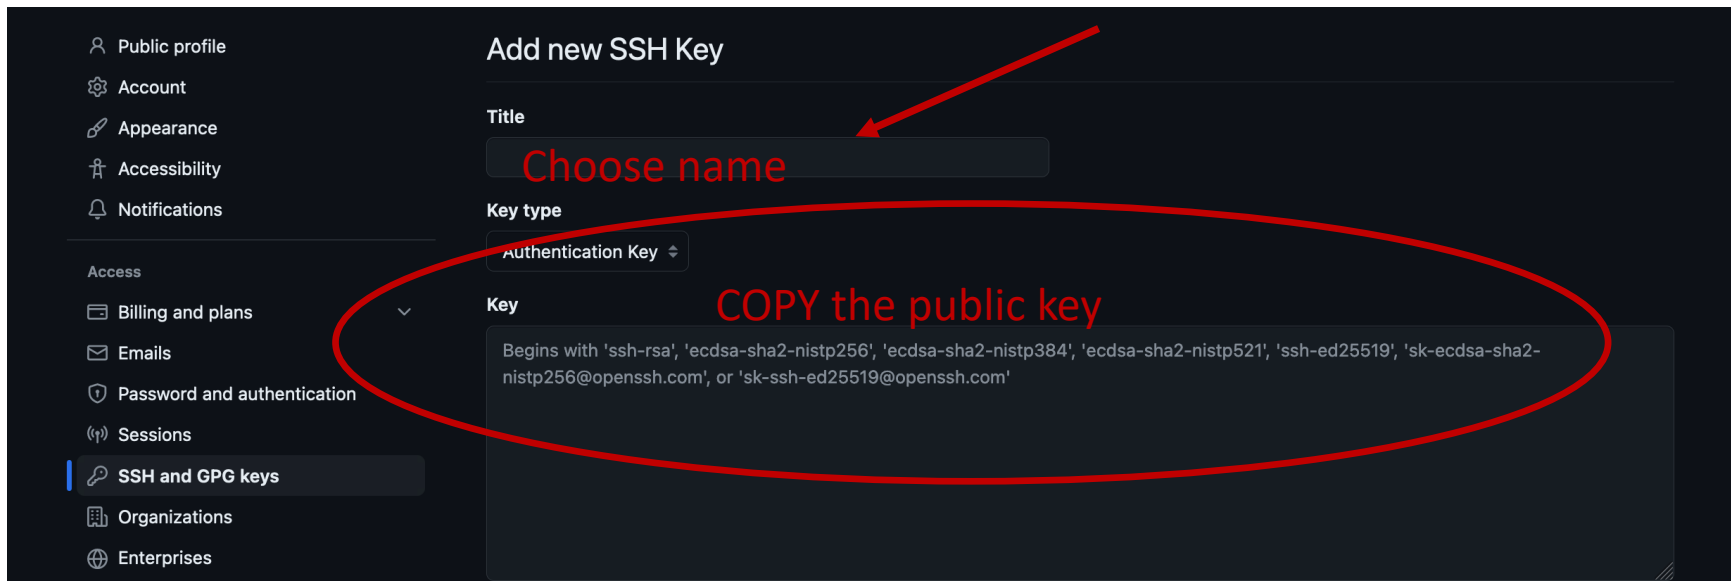 Public profile
Account
Appearance
Accessibility
Notifications
Access
Billing and plans
Emails
Password and authentication
Sessions
SSH and GPG keys
Organizations
Enterprises
Add new SSH Key
Title
Choose name
Key type
Authentication Key
Key
COPY the public key
Begins with 'ssh-rsa', 'ecdsa-sha2-nistp256', 'ecdsa-sha2-nistp384', 'ecdsa-sha2-nistp521', 'ssh-ed25519', 'sk-ecdsa-sha2-
nistp256@openssh.com', or 'sk-ssh-ed25519@openssh.com'